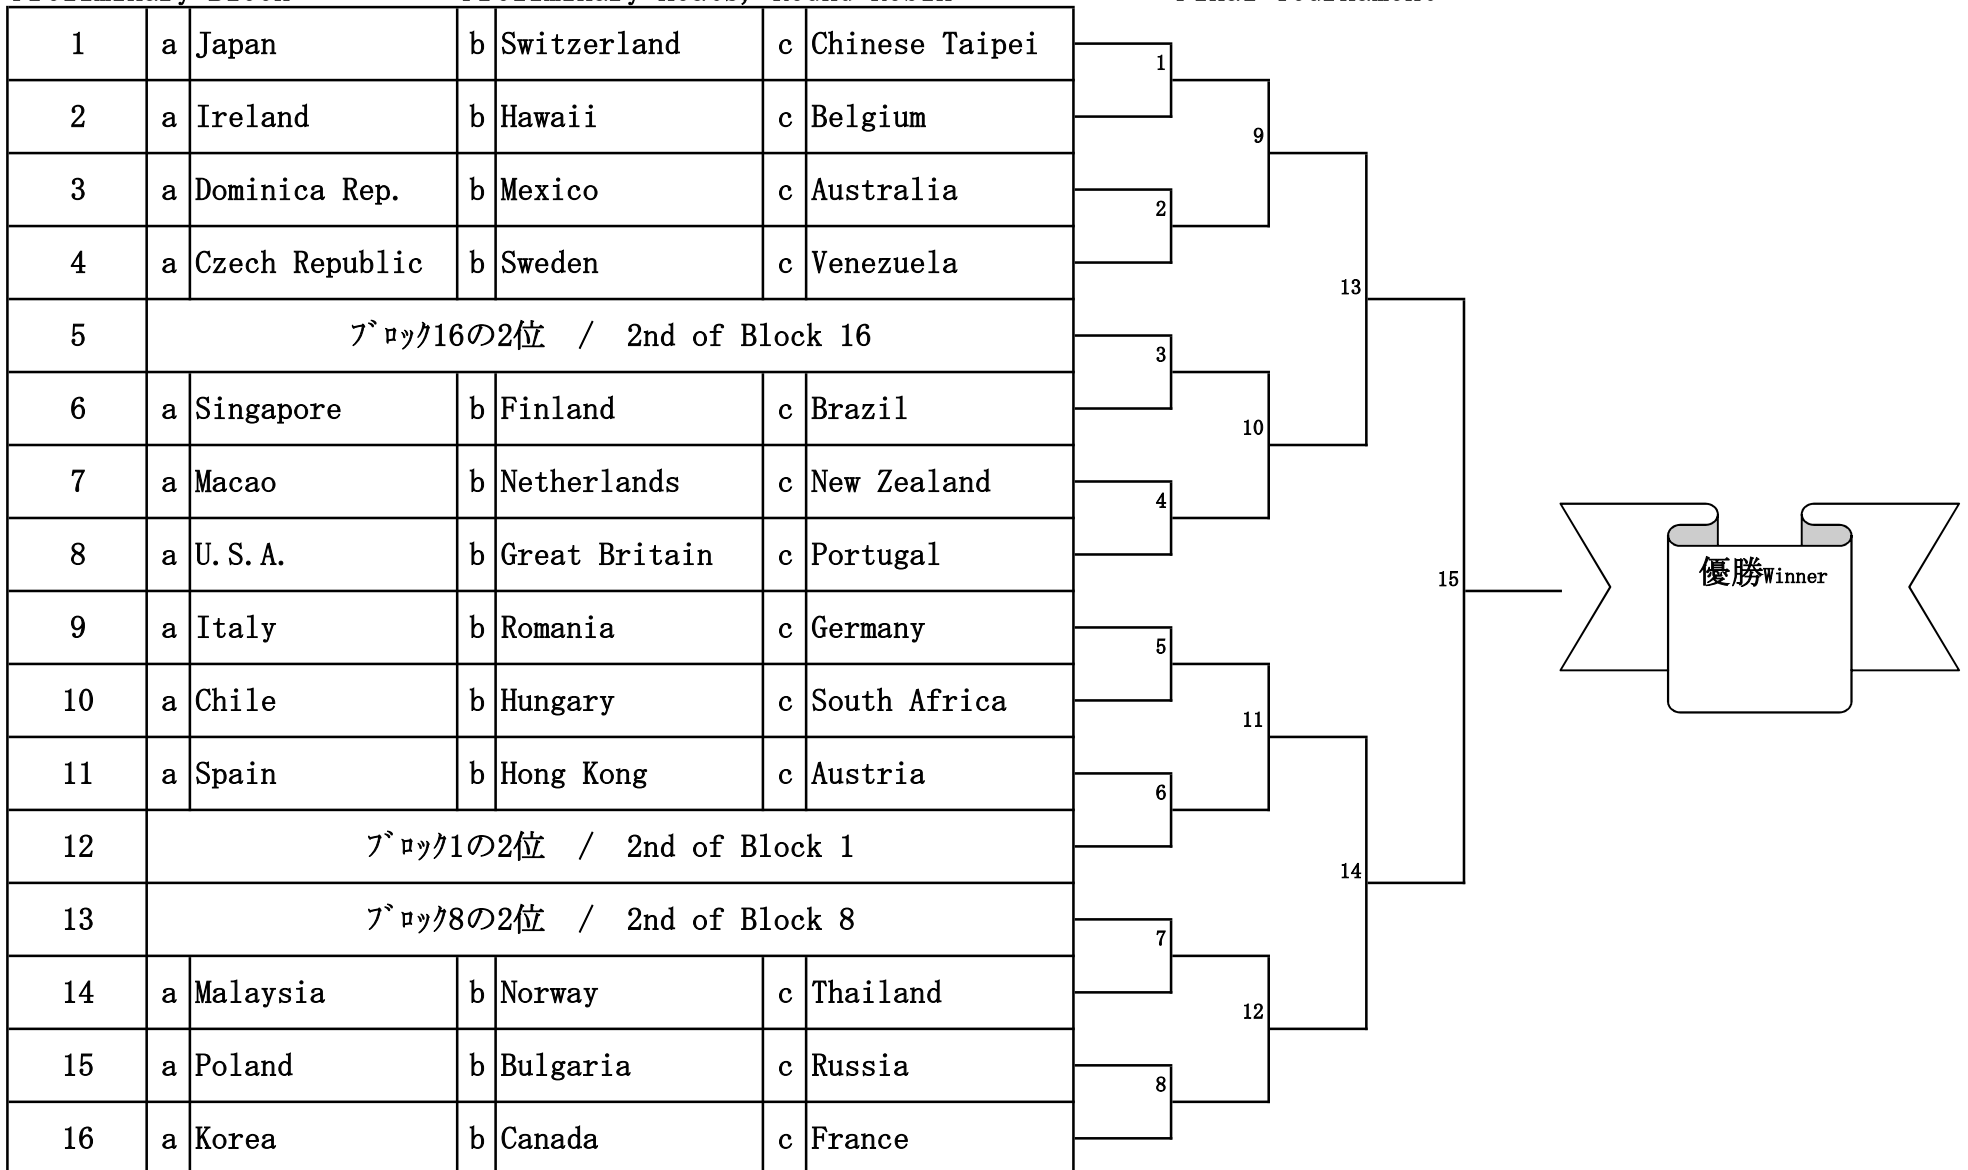 1 a Japan b Switzerland c Chinese Taipei
1
2 a Ireland b Hawaii c Belgium
9
3 a Dominica Rep. b Mexico c Australia
2
4 a Czech Republic b Sweden c Venezuela
13
5 ﾌﾞﾛｯｸ16の2位 / 2nd of Block 16
3
6 a Singapore b Finland c Brazil
10
7 a Macao b Netherlands c New Zealand
4
8 a U.S.A. b Great Britain c Portugal
15
優勝Winner
9 a Italy b Romania c Germany
5
10 a Chile b Hungary c South Africa
11
11 a Spain b Hong Kong c Austria
6
12 ﾌﾞﾛｯｸ1の2位 / 2nd of Block 1
14
13 ﾌﾞﾛｯｸ8の2位 / 2nd of Block 8
7
14 a Malaysia b Norway c Thailand
12
15 a Poland b Bulgaria c Russia
8
16 a Korea b Canada c France